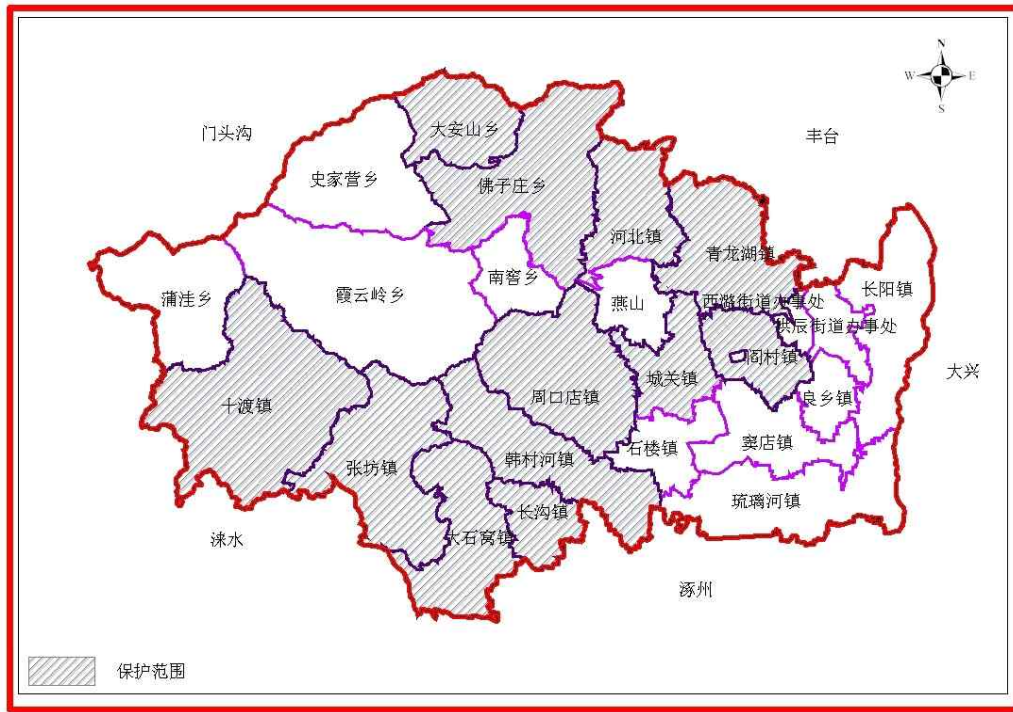 N
W
E
S
门头沟
丰台
大安山乡
史家营乡
佛子庄乡
河北镇
青龙湖镇
南窖乡
霞云岭乡
蒲洼乡
燕山
西潞街道办事处
长阳镇
拱辰街道办事处
阎村镇
大兴
城关镇
周口店镇
良乡镇
十渡镇
石楼镇
窦店镇
张坊镇
韩村河镇
琉璃河镇
长沟镇
大石窝镇
涞水
涿州
保护范围